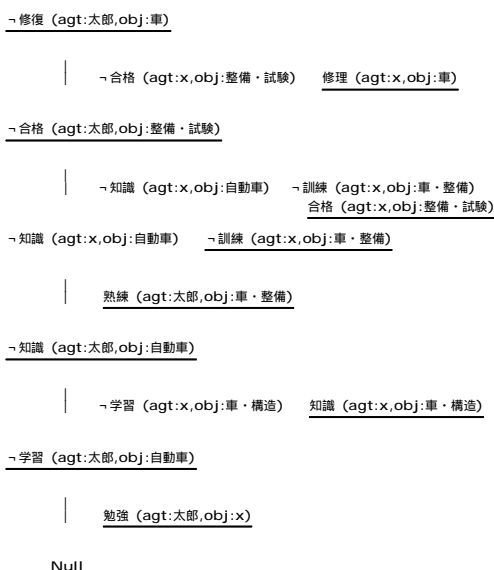 ¬修復 (agt:太郎,obj:車)
¬合格 (agt:x,obj:整備・試験) 修理 (agt:x,obj:車)
¬合格 (agt:太郎,obj:整備・試験)
¬知識 (agt:x,obj:自動車) ¬訓練 (agt:x,obj:車・整備)
合格 (agt:x,obj:整備・試験)
¬知識 (agt:x,obj:自動車) ¬訓練 (agt:x,obj:車・整備)
熟練 (agt:太郎,obj:車・整備)
¬知識 (agt:太郎,obj:自動車)
¬学習 (agt:x,obj:車・構造) 知識 (agt:x,obj:車・構造)
¬学習 (agt:太郎,obj:自動車)
勉強 (agt:太郎,obj:x)
Null